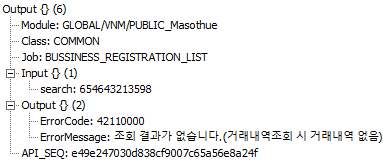 Output {} (6)
Module: GLOBAL/VNM/PUBLIC_Masothue
Class: COMMON
Job: BUSSINESS_REGISTRATION_LIST
Input {} (1)
search: 654643213598
Output {} (2)
ErrorCode: 42110000
ErrorMessage: 조회 결과가 없습니다.(거래내역조회 시 거래내역 없음)
API_SEQ: e49e247030d838cf9007c65a56e8a24f